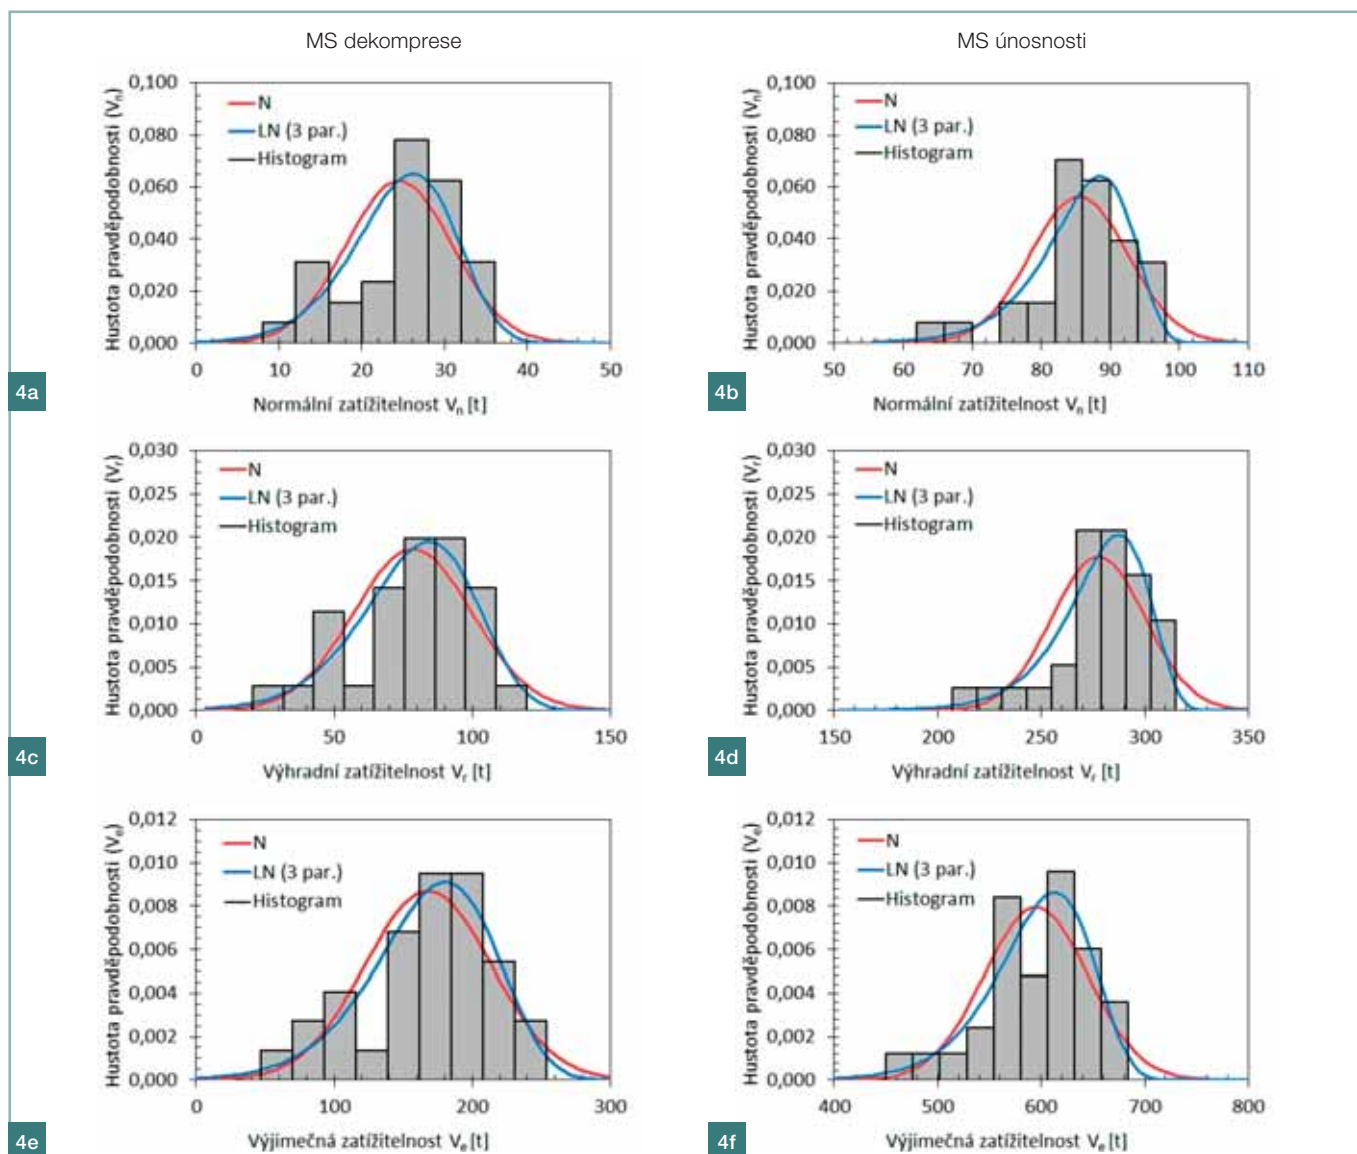 MS dekomprese
MS únosnosti
Hustota pravděpodobnosti (Vn)
0,100
0,080
0,060
0,040
0,020
0,000
N
LN (3 par.)
Histogram
0 10 20 30 40 50
Normální zatížitelnost Vn [t]
4a
Hustota pravděpodobnosti (Vn)
0,100
0,080
0,060
0,040
0,020
0,000
N
LN (3 par.)
Histogram
50 60 70 80 90 100 110
Normální zatížitelnost Vn [t]
4b
Hustota pravděpodobnosti (Vr)
0,030
0,025
0,020
0,015
0,010
0,005
0,000
N
LN (3 par.)
Histogram
0 50 100 150
Výhradní zatížitelnost Vr [t]
4c
Hustota pravděpodobnosti (Vr)
0,030
0,025
0,020
0,015
0,010
0,005
0,000
N
LN (3 par.)
Histogram
150 200 250 300 350
Výhradní zatížitelnost Vr [t]
4d
Hustota pravděpodobnosti (Ve)
0,012
0,010
0,008
0,006
0,004
0,002
0,000
N
LN (3 par.)
Histogram
0 100 200 300
Výjimečná zatížitelnost Ve [t]
4e
Hustota pravděpodobnosti (Ve)
0,012
0,010
0,008
0,006
0,004
0,002
0,000
N
LN (3 par.)
Histogram
400 500 600 700 800
Výjimečná zatížitelnost Ve [t]
4f